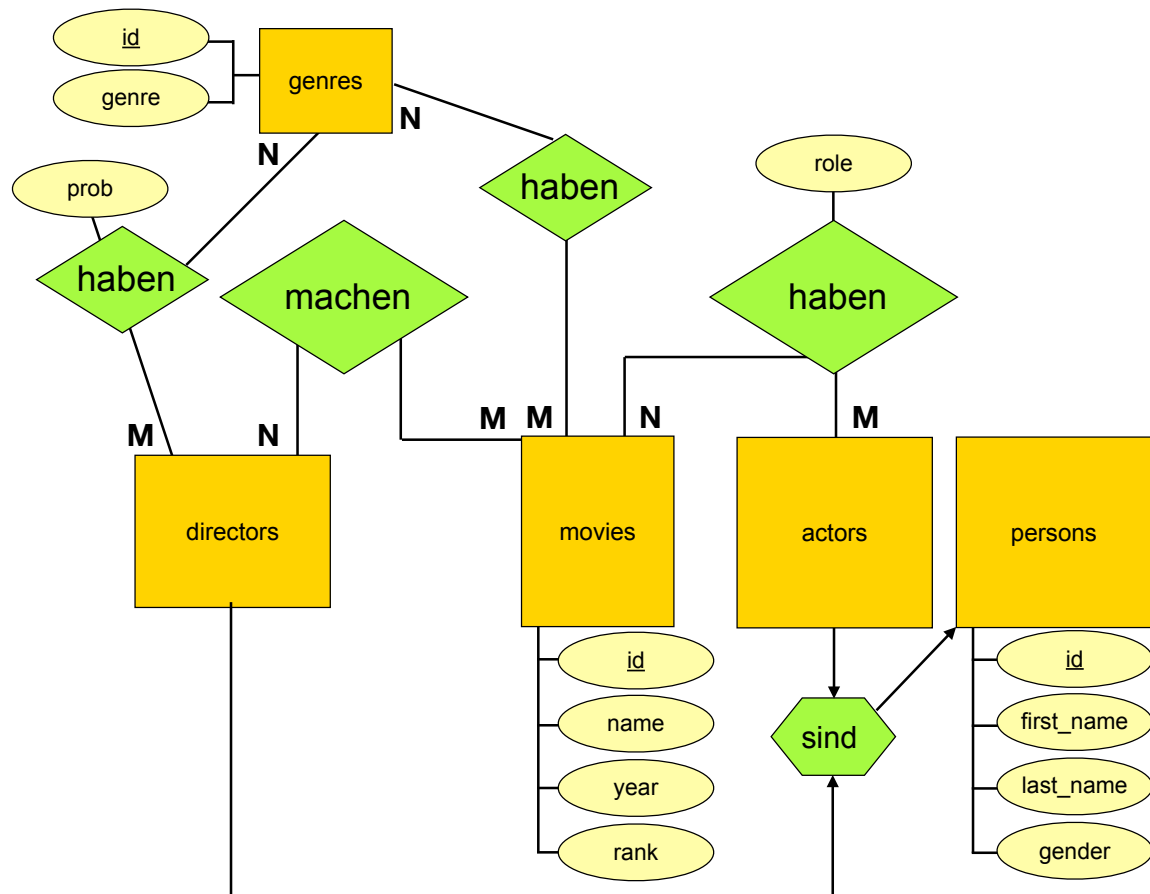 id
genres
genre
N
N
prob
haben
role
haben
machen
haben
M
N
M
M
N
M
directors
movies
actors
persons
id
name
year
rank
sind
id
first_name
last_name
gender